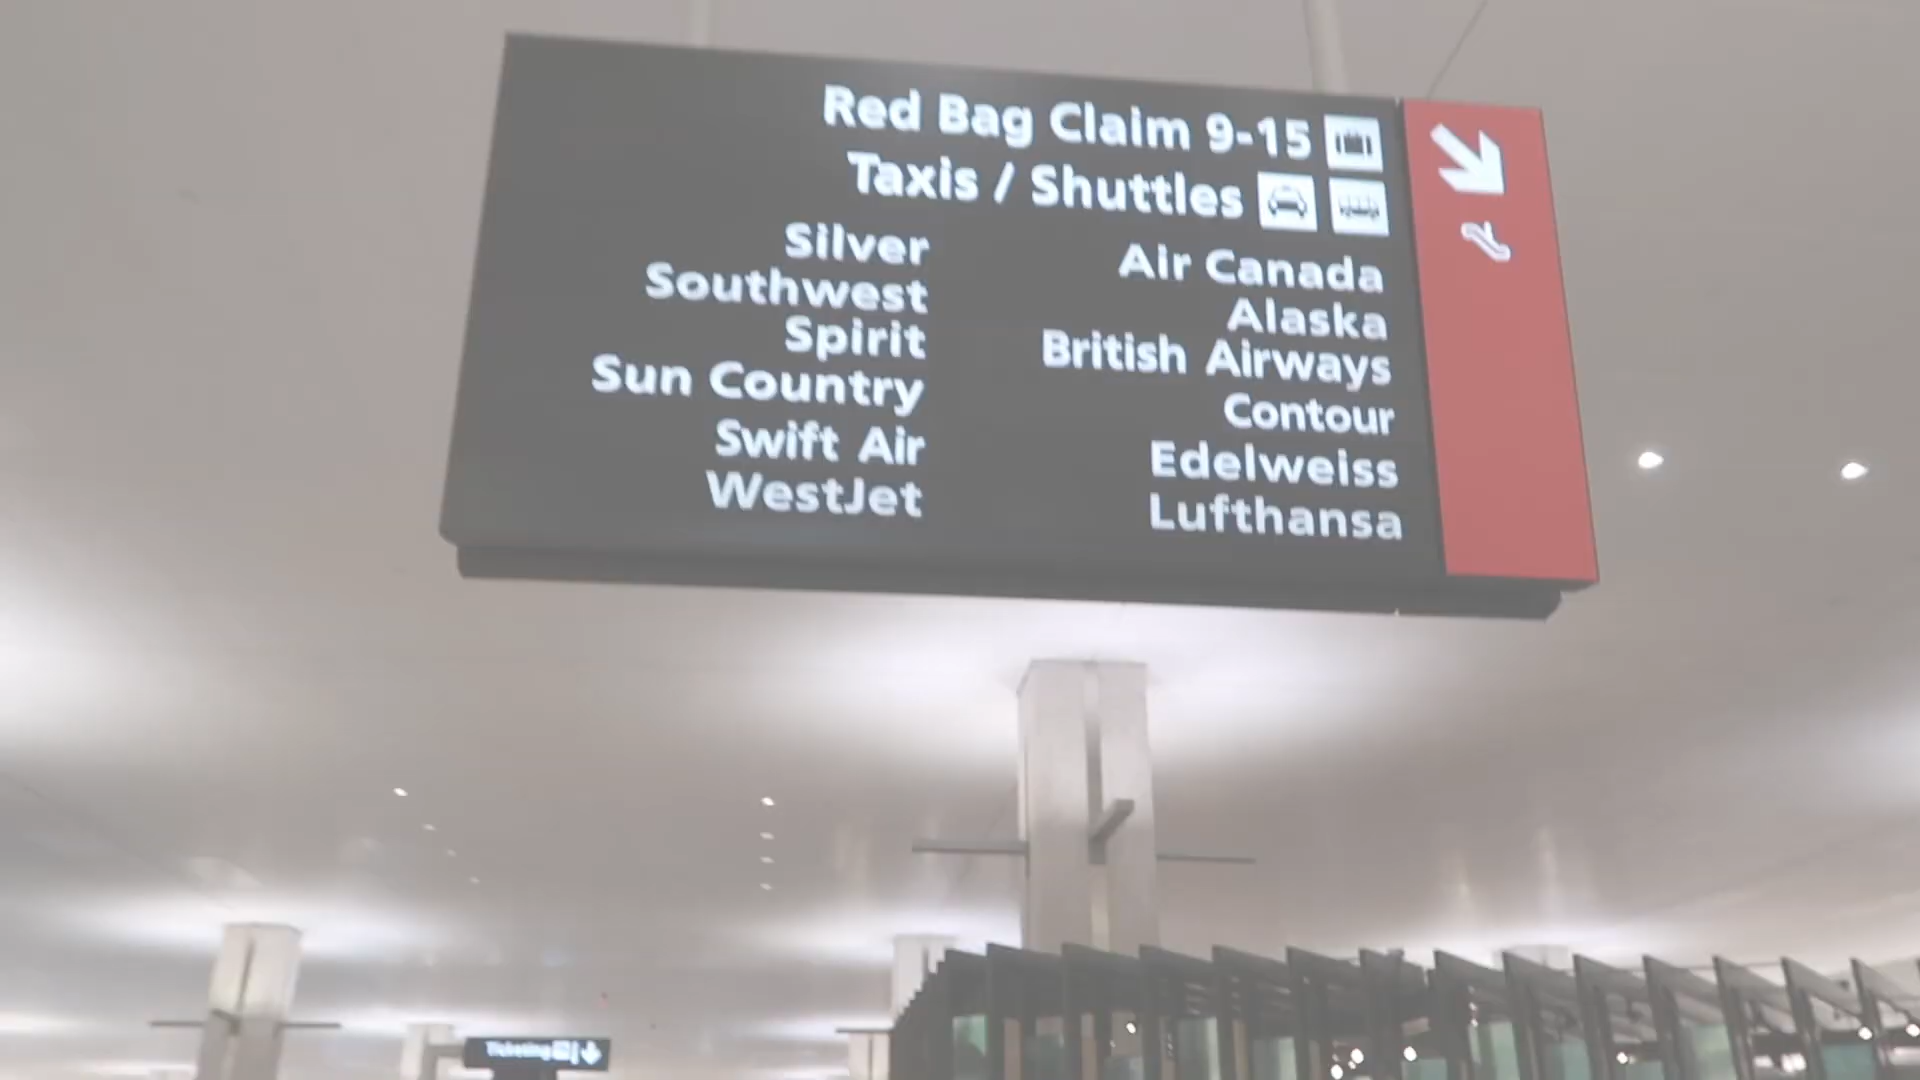 Red Bag Claim 9-15
Taxis / Shuttles
Silver
Southwest
Spirit
Sun Country
Swift Air
WestJet
Air Canada
Alaska
British Airways
Contour
Edelweiss
Lufthansa
Ticketing